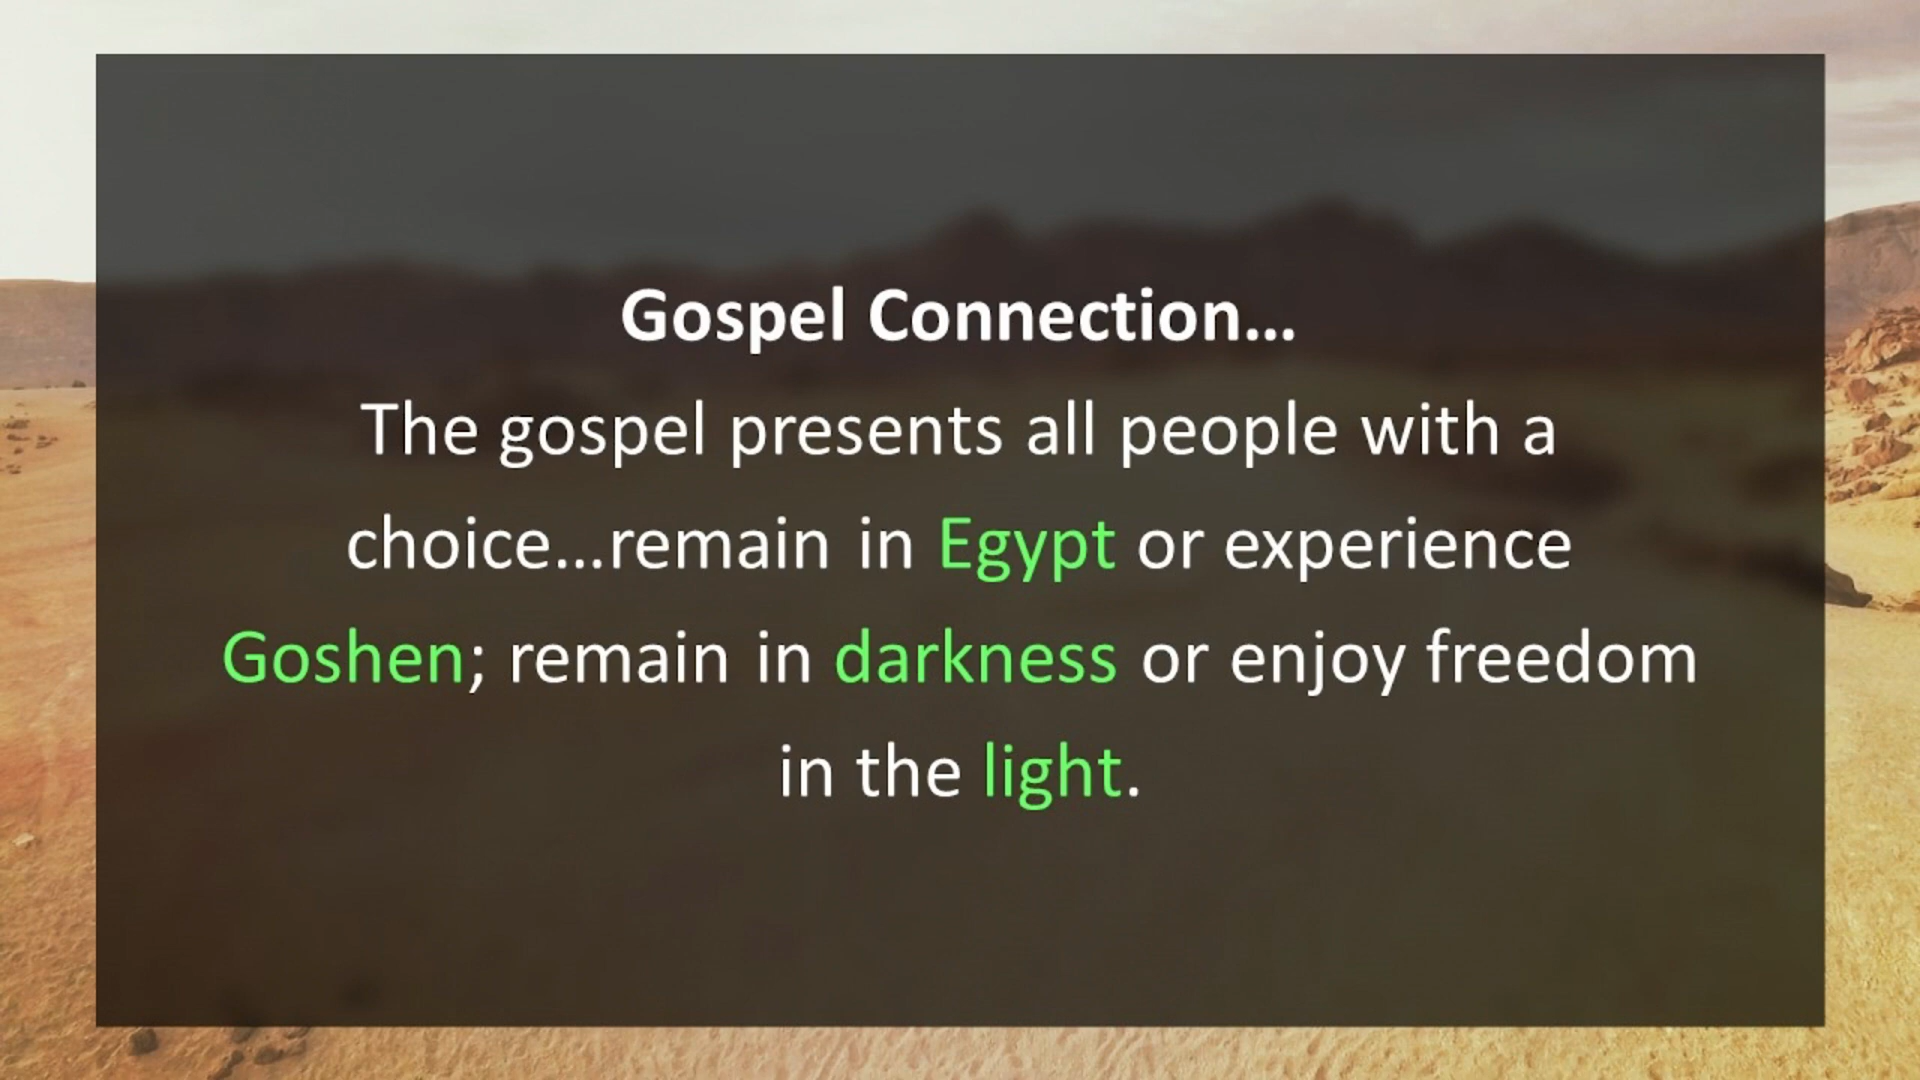 Gospel Connection...
The gospel presents all people with a
choice...remain in Egypt or experience
Goshen; remain in darkness or enjoy freedom
in the light.